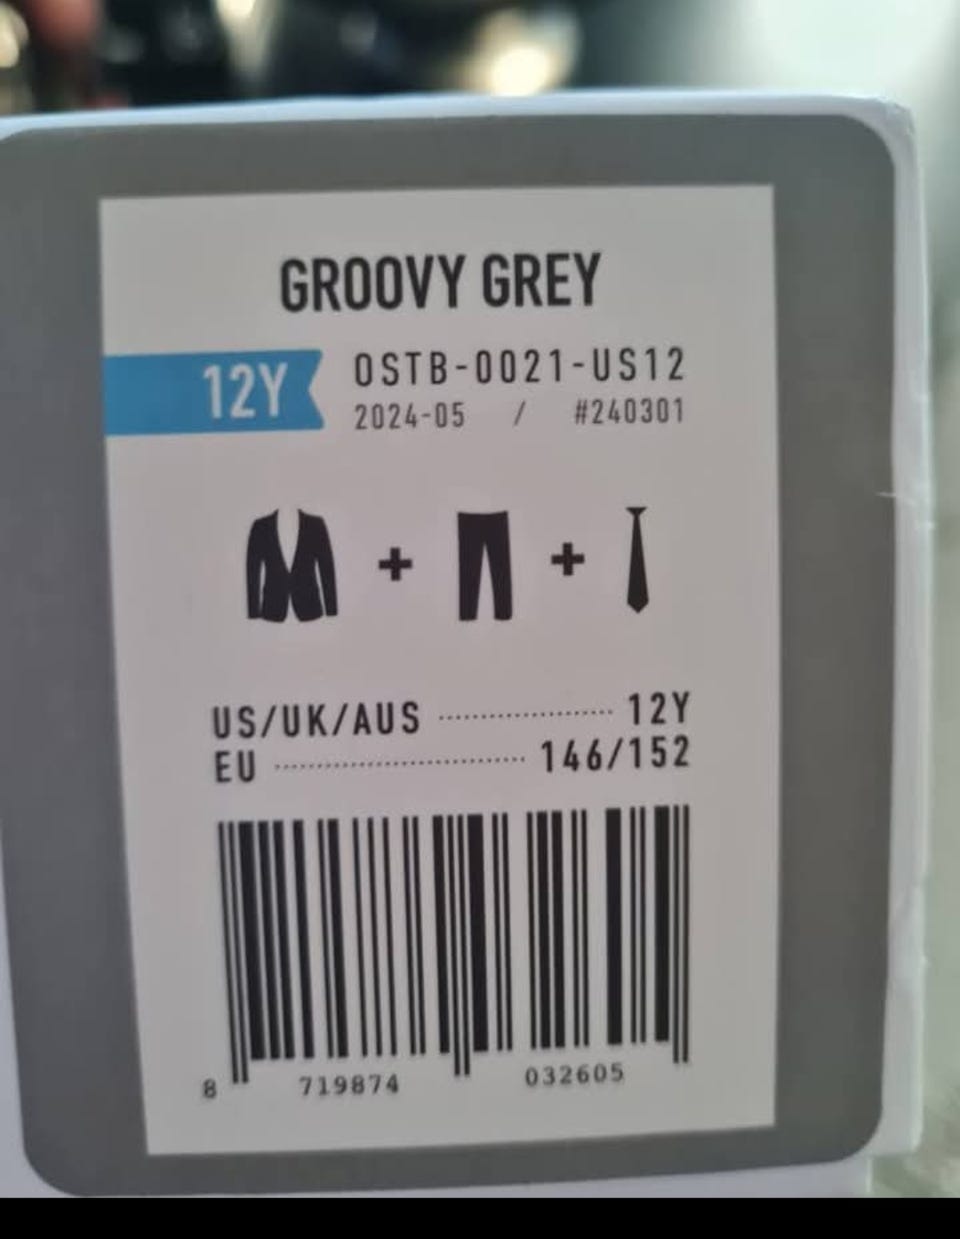 GROOVY GREY
12Y
OSTB-0021-US12
2024-05 / #240301
+ +
US/UK/AUS .................... 12Y
EU .............................. 146/152
8 719874 032605